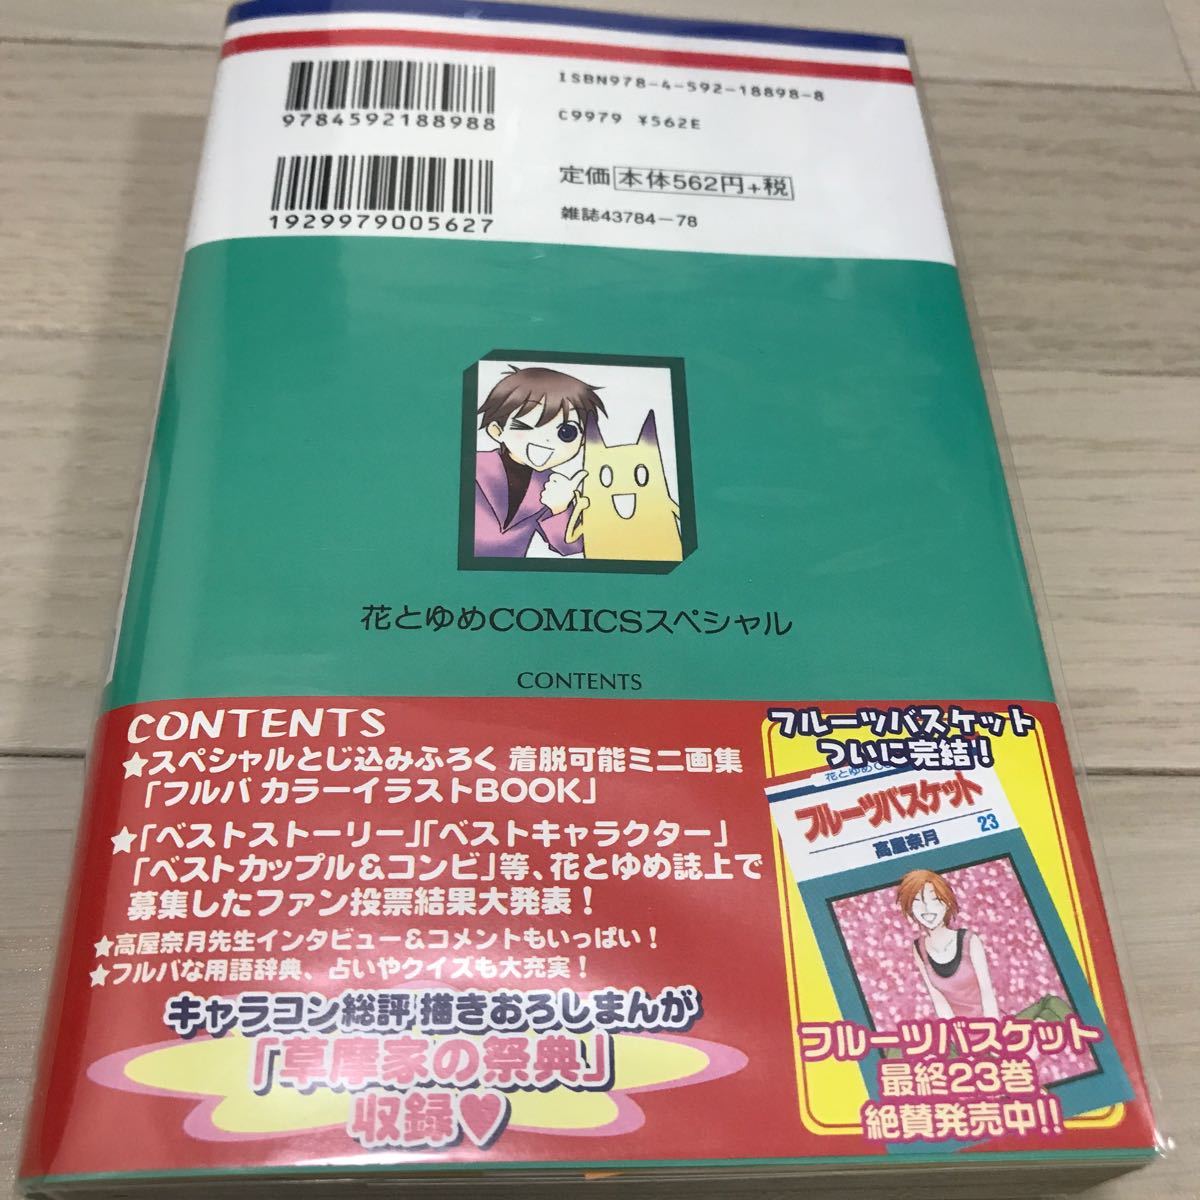 ISBN978-4-592-18898-8
9784592188988
C9979 ¥562E
定価 本体562円+税
1929979005627
雑誌43784-78
花とゆめCOMICSスペシャル
CONTENTS
CONTENTS
★スペシャルとじ込みふろく 着脱可能ミニ画集
「フルバ カラーイラストBOOK」
★「ベストストーリー」「ベストキャラクター」
「ベストカップル&コンビ」等、花とゆめ誌上で
募集したファン投票結果大発表!
★高屋奈月先生インタビュー&コメントもいっぱい!
★フルバな用語辞典、占いやクイズも大充実!
キャラコン総評 描きおろしまんが
「草摩家の祭典」
収録♥
フルーツバスケット
ついに完結!
フルーツバスケット
23
高屋奈月
フルーツバスケット
最終23巻、
絶賛発売中!!